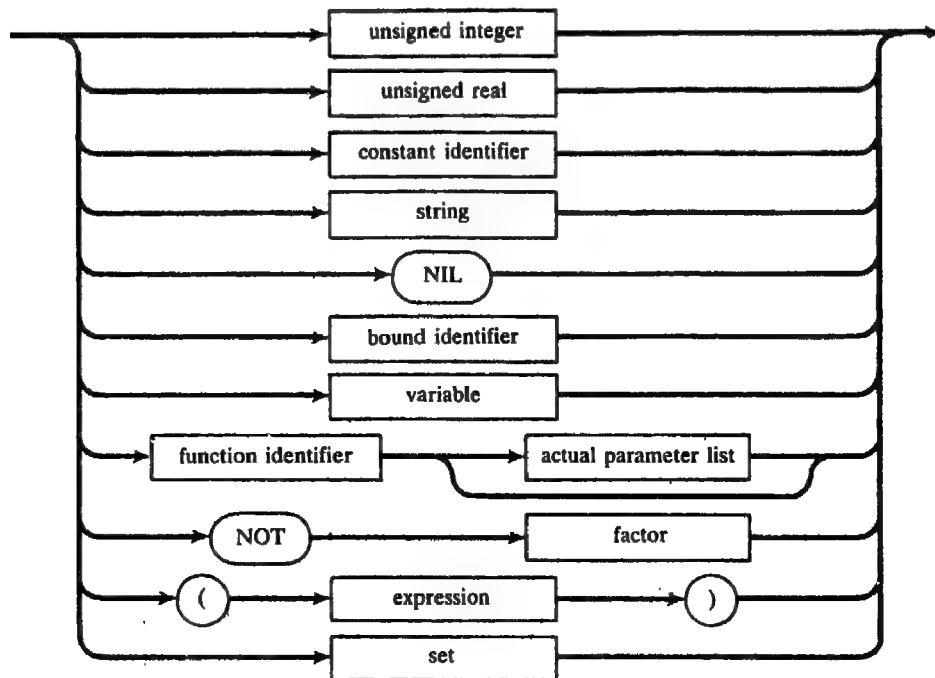 unsigned integer
unsigned real
constant identifier
string
NIL
bound identifier
variable
function identifier actual parameter list
NOT factor
( expression )
set